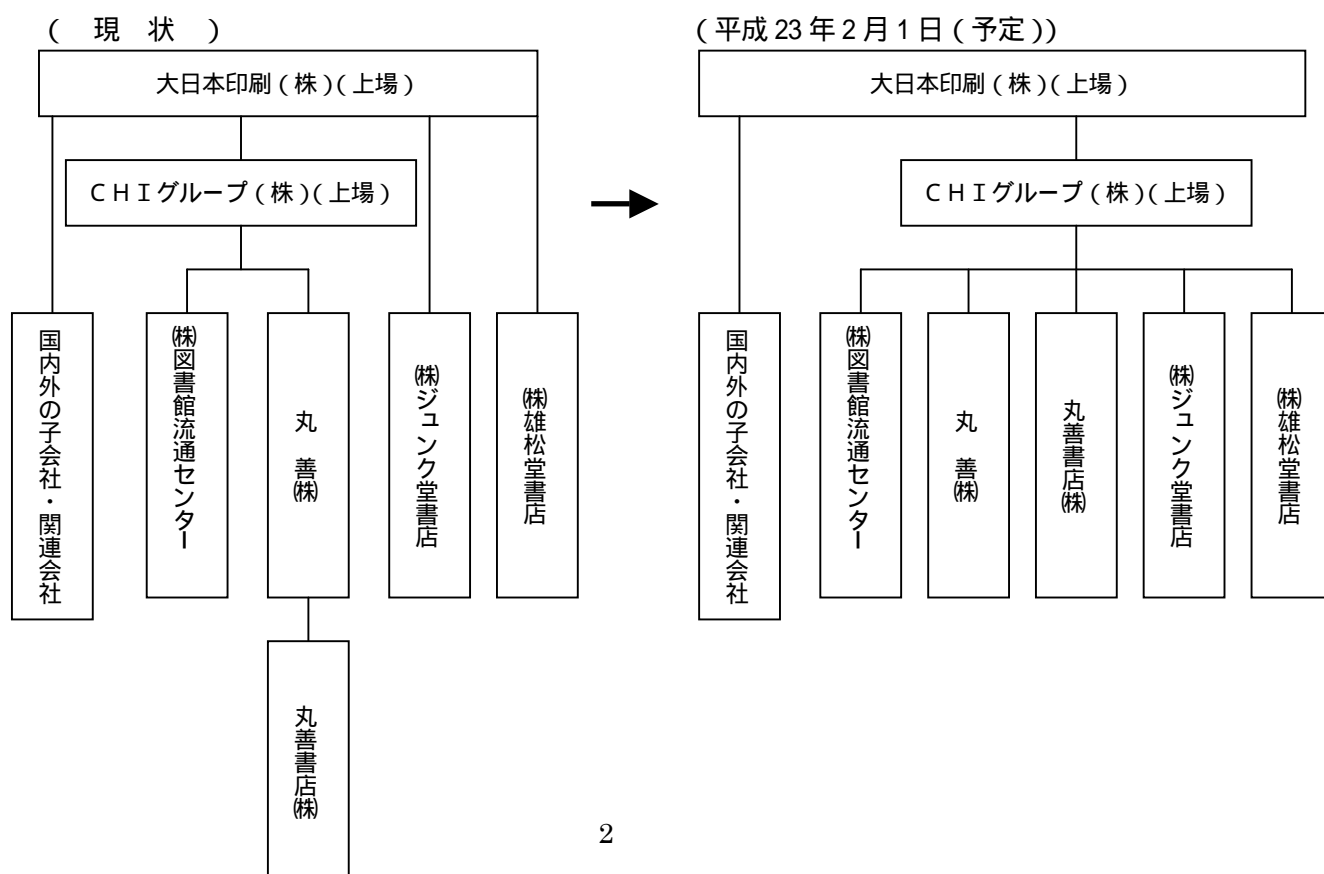 (　現　状　)
大日本印刷(株)(上場)
ＣＨＩグループ(株)(上場)
国内外の子会社・関連会社
㈱図書館流通センター
丸　善㈱
㈱ジュンク堂書店
㈱雄松堂書店
丸善書店㈱
(平成 23 年 2 月 1 日(予定))
大日本印刷(株)(上場)
ＣＨＩグループ(株)(上場)
国内外の子会社・関連会社
㈱図書館流通センター
丸　善㈱
丸善書店㈱
㈱ジュンク堂書店
㈱雄松堂書店
2